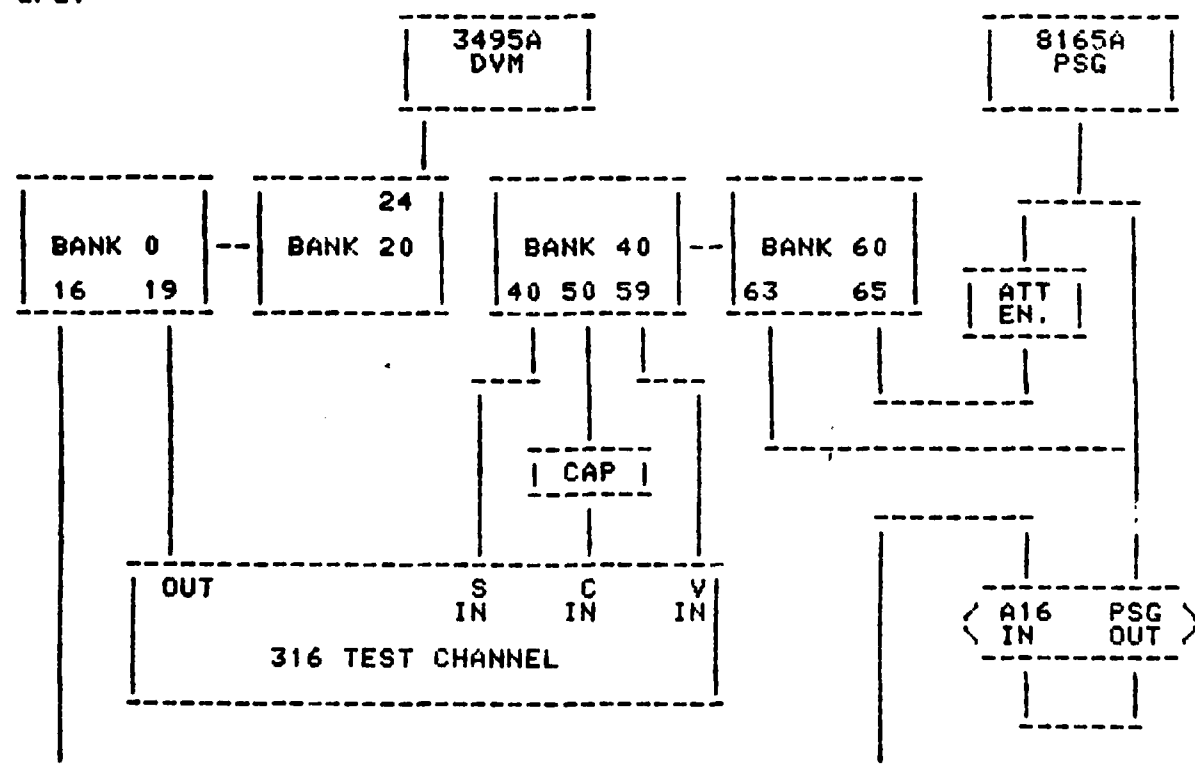 3495A
DVM
8165A
PSG
24
BANK 0
BANK 20
BANK 40
BANK 60
16 19
40 50 59
63 65
ATT
EN.
CAP
OUT
S
IN
C
IN
V
IN
316 TEST CHANNEL
A16
IN
PSG
OUT